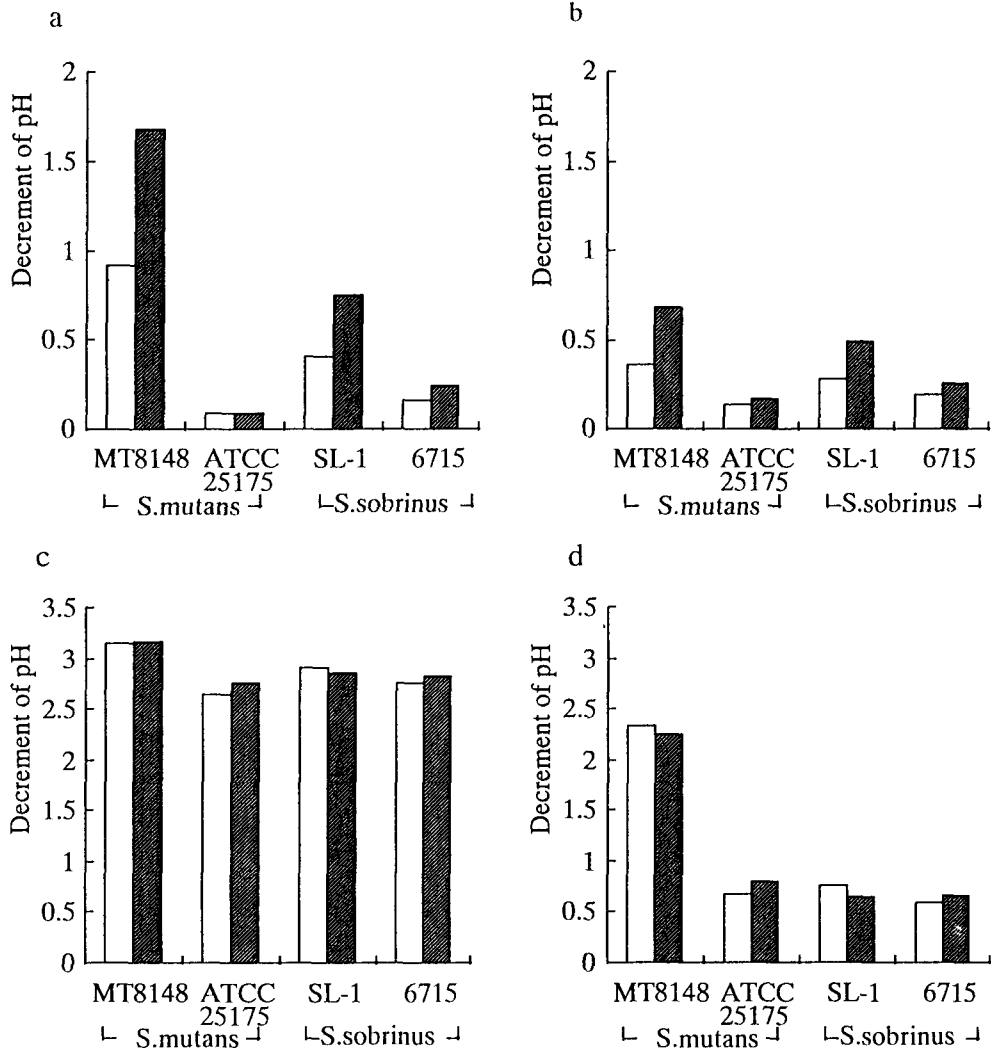 a
Decrement of pH
2
1.5
1
0.5
0
MT8148 ATCC 25175 SL-1 6715
S.mutans S.sobrinus
b
Decrement of pH
2
1.5
1
0.5
0
MT8148 ATCC 25175 SL-1 6715
S.mutans S.sobrinus
c
Decrement of pH
3.5
3
2.5
2
1.5
1
0.5
0
MT8148 ATCC 25175 SL-1 6715
S.mutans S.sobrinus
d
Decrement of pH
3.5
3
2.5
2
1.5
1
0.5
0
MT8148 ATCC 25175 SL-1 6715
S.mutans S.sobrinus